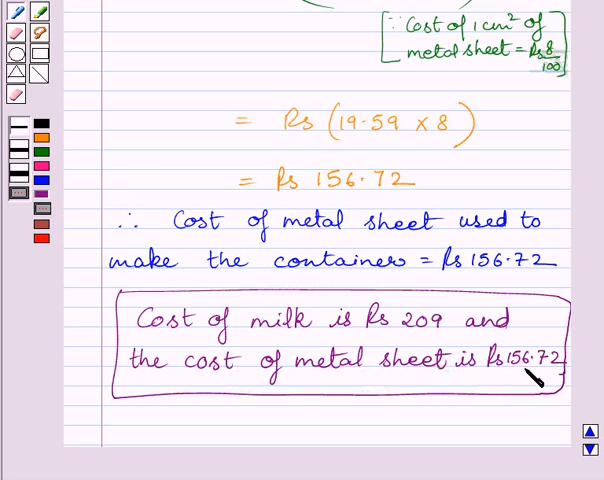 [∵ Cost of 1 cm² of
metal sheet = Rs 8/100]
= Rs (19.59 × 8)
= Rs 156.72
∴ Cost of metal sheet used to
make the container = Rs 156.72
Cost of milk is Rs 209 and
the cost of metal sheet is Rs 156.72